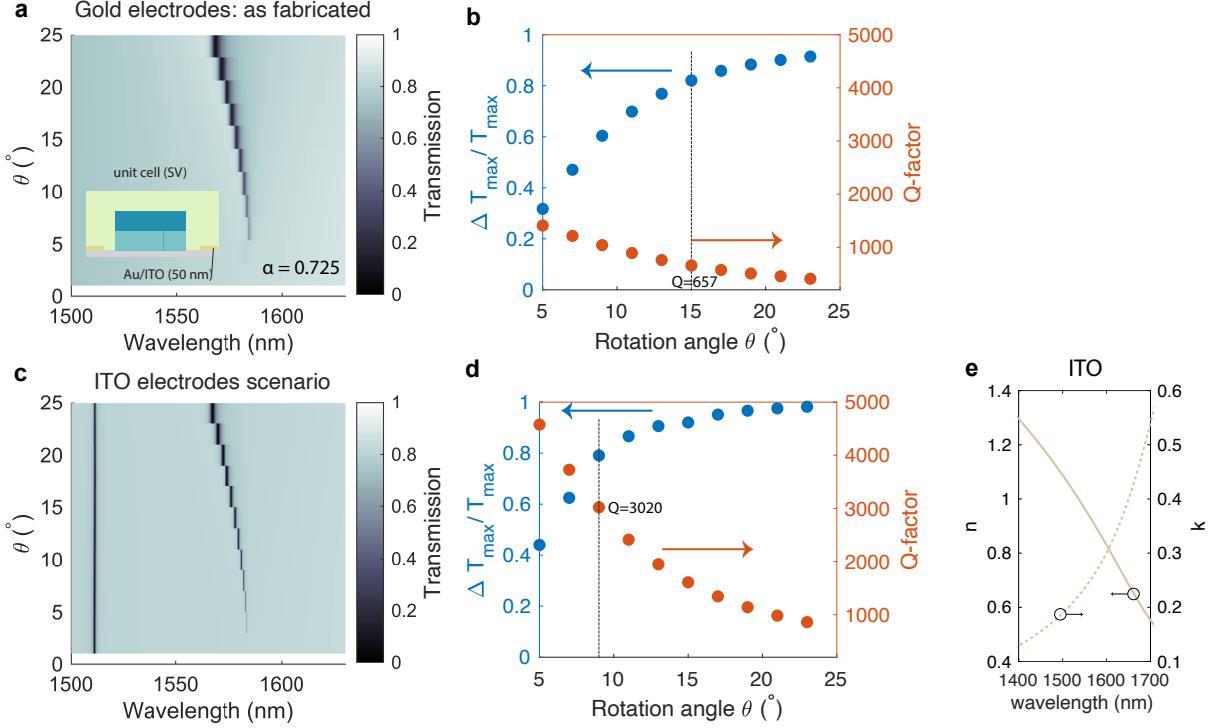 a
Gold electrodes: as fabricated
25
20
15
10
5
0
θ (°)
1500
1550
1600
Wavelength (nm)
unit cell (SV)
Au/ITO (50 nm)
α = 0.725
1
0.8
0.6
0.4
0.2
0
Transmission
b
1
0.8
0.6
0.4
0.2
0
Δ Tmax/ Tmax
5
10
15
20
25
Rotation angle θ (°)
Q=657
5000
4000
3000
2000
1000
Q-factor
c
ITO electrodes scenario
25
20
15
10
5
0
θ (°)
1500
1550
1600
Wavelength (nm)
1
0.8
0.6
0.4
0.2
0
Transmission
d
1
0.8
0.6
0.4
0.2
0
Δ Tmax/ Tmax
5
10
15
20
25
Rotation angle θ (°)
Q=3020
5000
4000
3000
2000
1000
Q-factor
e
ITO
1.4
1.2
1
0.8
0.6
0.4
n
1400 1500 1600 1700
wavelength (nm)
0.6
0.5
0.4
0.3
0.2
0.1
k